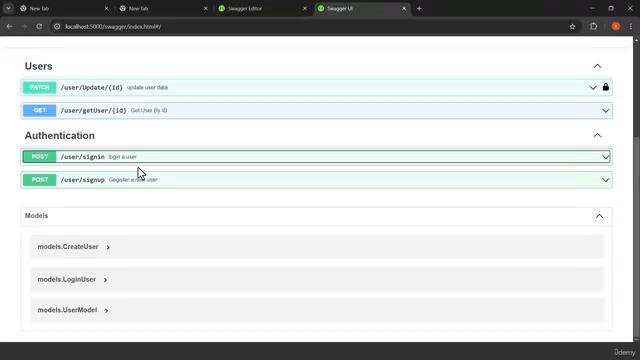 New Tab
New Tab
Swagger Editor
Swagger UI
localhost:5000/swagger/index.html#/
Users
PATCH /user/Update/{id} update user data
GET /user/getUser/{id} Get User By ID
Authentication
POST /user/signin login a user
POST /user/signup Gegister a new user
Models
models.CreateUser
models.LoginUser
models.UserModel
Udemy